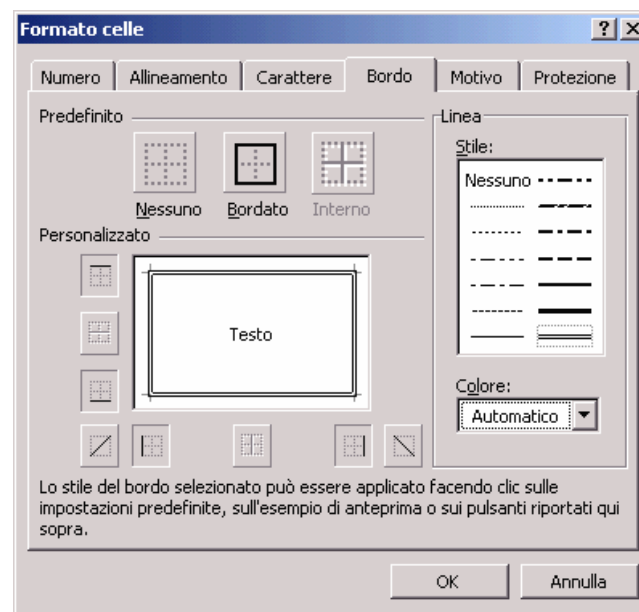 Formato celle
Numero Allineamento Carattere Bordo Motivo Protezione
Predefinito
Nessuno Bordato Interno
Personalizzato
Testo
Linea
Stile:
Nessuno
Colore:
Automatico
Lo stile del bordo selezionato può essere applicato facendo clic sulle
impostazioni predefinite, sull'esempio di anteprima o sui pulsanti riportati qui
sopra.
OK Annulla